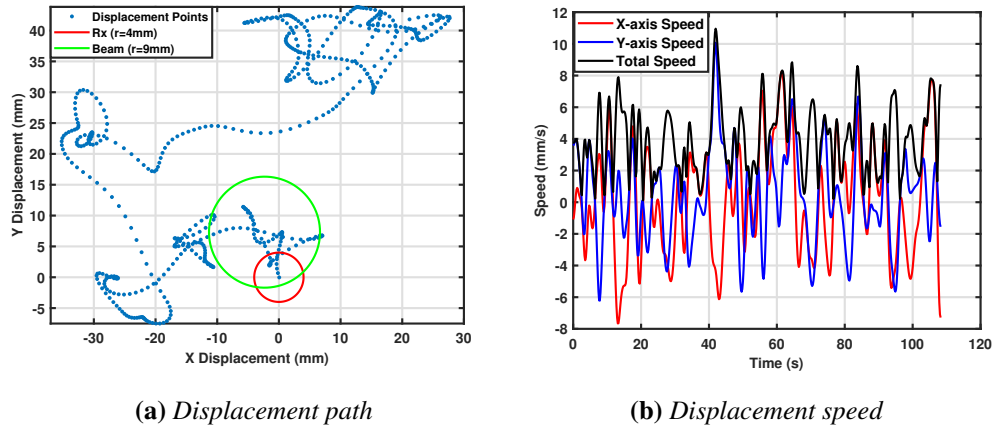 Displacement Points
Rx (r=4mm)
Beam (r=9mm)
Y Displacement (mm)
40
35
30
25
20
15
10
5
0
-5
-30 -20 -10 0 10 20 30
X Displacement (mm)
(a) Displacement path
X-axis Speed
Y-axis Speed
Total Speed
Speed (mm/s)
12
10
8
6
4
2
0
-2
-4
-6
-8
0 20 40 60 80 100 120
Time (s)
(b) Displacement speed